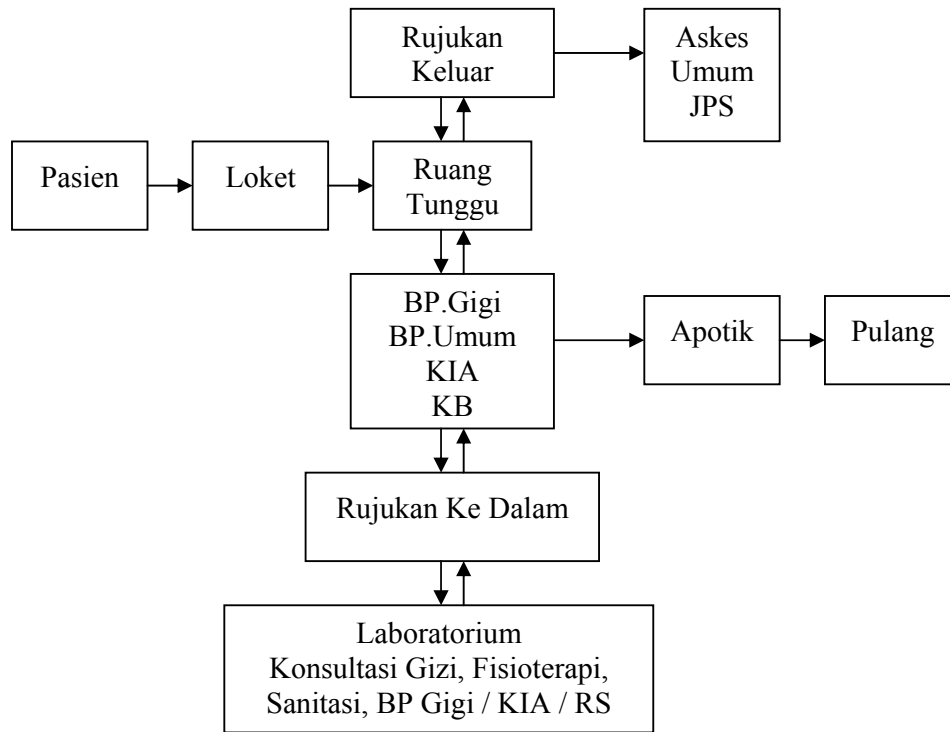 Rujukan
Keluar
Askes
Umum
JPS
Pasien
Loket
Ruang
Tunggu
BP.Gigi
BP.Umum
KIA
KB
Apotik
Pulang
Rujukan Ke Dalam
Laboratorium
Konsultasi Gizi, Fisioterapi,
Sanitasi, BP Gigi / KIA / RS